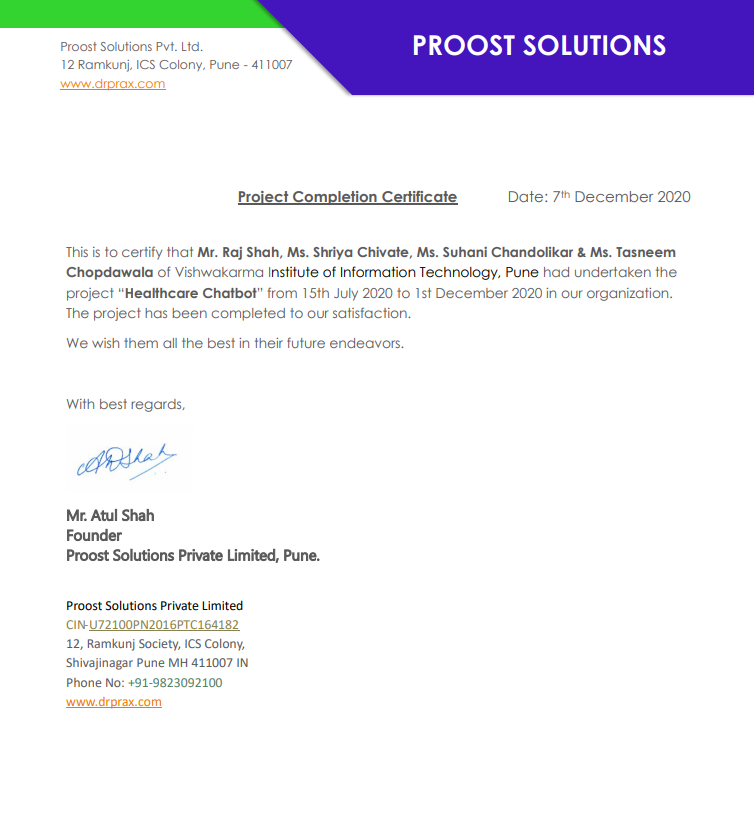 PROOST SOLUTIONS
Proost Solutions Pvt. Ltd.
12 Ramkunj, ICS Colony, Pune - 411007
www.drprax.com
Project Completion Certificate Date: 7th December 2020
This is to certify that Mr. Raj Shah, Ms. Shriya Chivate, Ms. Suhani Chandolikar & Ms. Tasneem
Chopdawala of Vishwakarma Institute of Information Technology, Pune had undertaken the
project “Healthcare Chatbot” from 15th July 2020 to 1st December 2020 in our organization.
The project has been completed to our satisfaction.
We wish them all the best in their future endeavors.
With best regards,
Mr. Atul Shah
Founder
Proost Solutions Private Limited, Pune.
Proost Solutions Private Limited
CIN-U72100PN2016PTC164182
12, Ramkunj Society, ICS Colony,
Shivajinagar Pune MH 411007 IN
Phone No: +91-9823092100
www.drprax.com